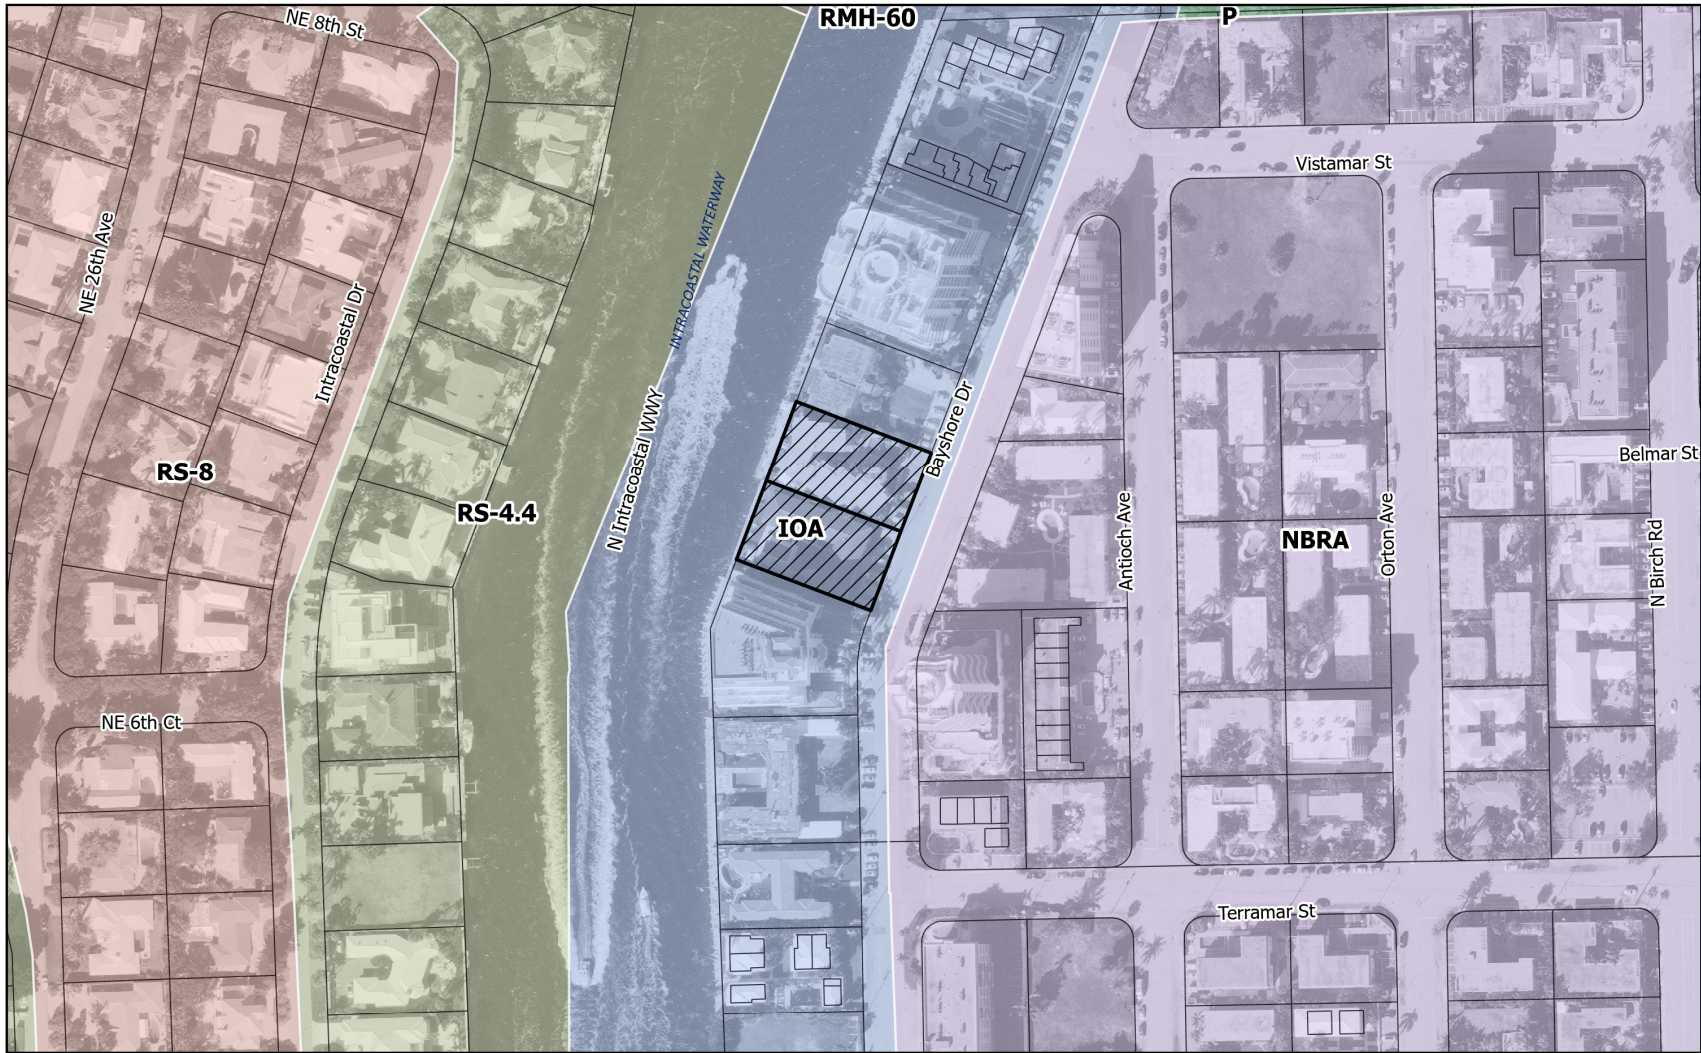 RMH-60
P
NE 8th St
Vistamar St
NE 26th Ave
INTRACOASTAL WATERWAY
Intracoastal Dr
N Intracoastal WWY
Bayshore Dr
Belmar St
RS-8
RS-4.4
IOA
NBRA
Antioch Ave
Orton Ave
N Birch Rd
NE 6th Ct
Terramar St